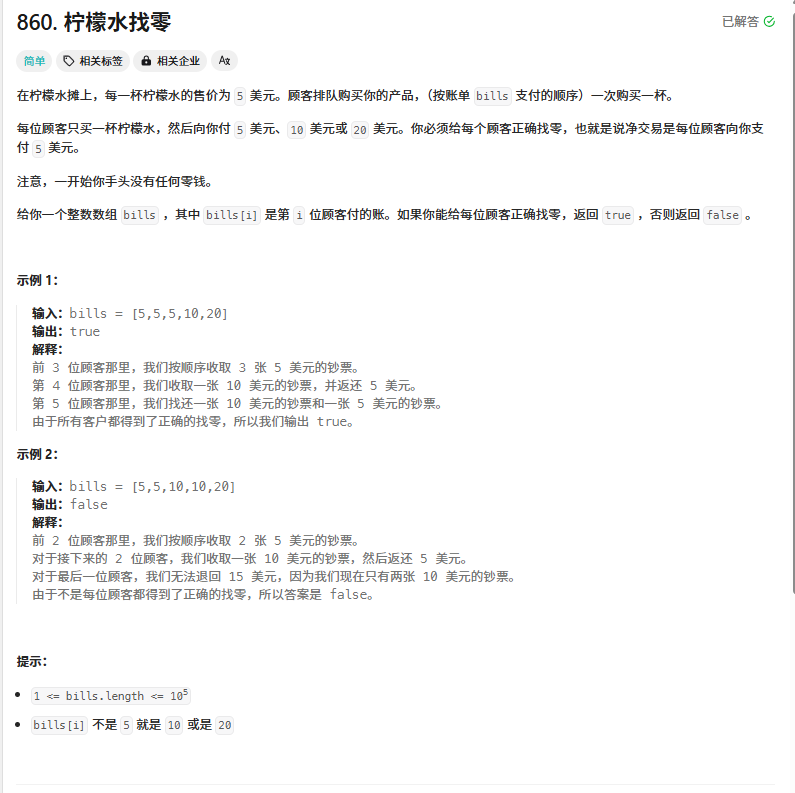 860. 柠檬水找零
已解答
简单 相关标签 相关企业 Aа
在柠檬水摊上，每一杯柠檬水的售价为 5 美元。顾客排队购买你的产品，（按账单 bills 支付的顺序）一次购买一杯。
每位顾客只买一杯柠檬水，然后向你付 5 美元、10 美元或 20 美元。你必须给每个顾客正确找零，也就是说净交易是每位顾客向你支
付 5 美元。
注意，一开始你手头没有任何零钱。
给你一个整数数组 bills ，其中 bills[i] 是第 i 位顾客付的账。如果你能给每位顾客正确找零，返回 true ，否则返回 false 。
示例 1：
输入：bills = [5,5,5,10,20]
输出：true
解释：
前 3 位顾客那里，我们按顺序收取 3 张 5 美元的钞票。
第 4 位顾客那里，我们收取一张 10 美元的钞票，并返还 5 美元。
第 5 位顾客那里，我们找还一张 10 美元的钞票和一张 5 美元的钞票。
由于所有客户都得到了正确的找零，所以我们输出 true。
示例 2：
输入：bills = [5,5,10,10,20]
输出：false
解释：
前 2 位顾客那里，我们按顺序收取 2 张 5 美元的钞票。
对于接下来的 2 位顾客，我们收取一张 10 美元的钞票，然后返还 5 美元。
对于最后一位顾客，我们无法退回 15 美元，因为我们现在只有两张 10 美元的钞票。
由于不是每位顾客都得到了正确的找零，所以答案是 false。
提示：
1 <= bills.length <= 10⁵
bills[i] 不是 5 就是 10 或是 20